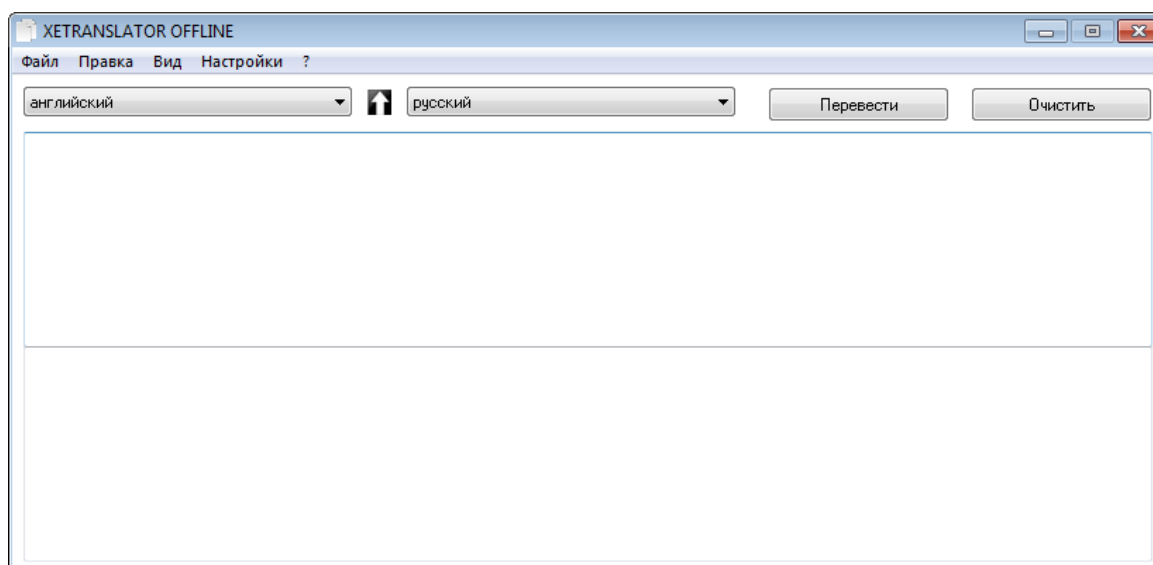 XETRANSLATOR OFFLINE
Файл Правка Вид Настройки ?
английский русский Перевести Очистить